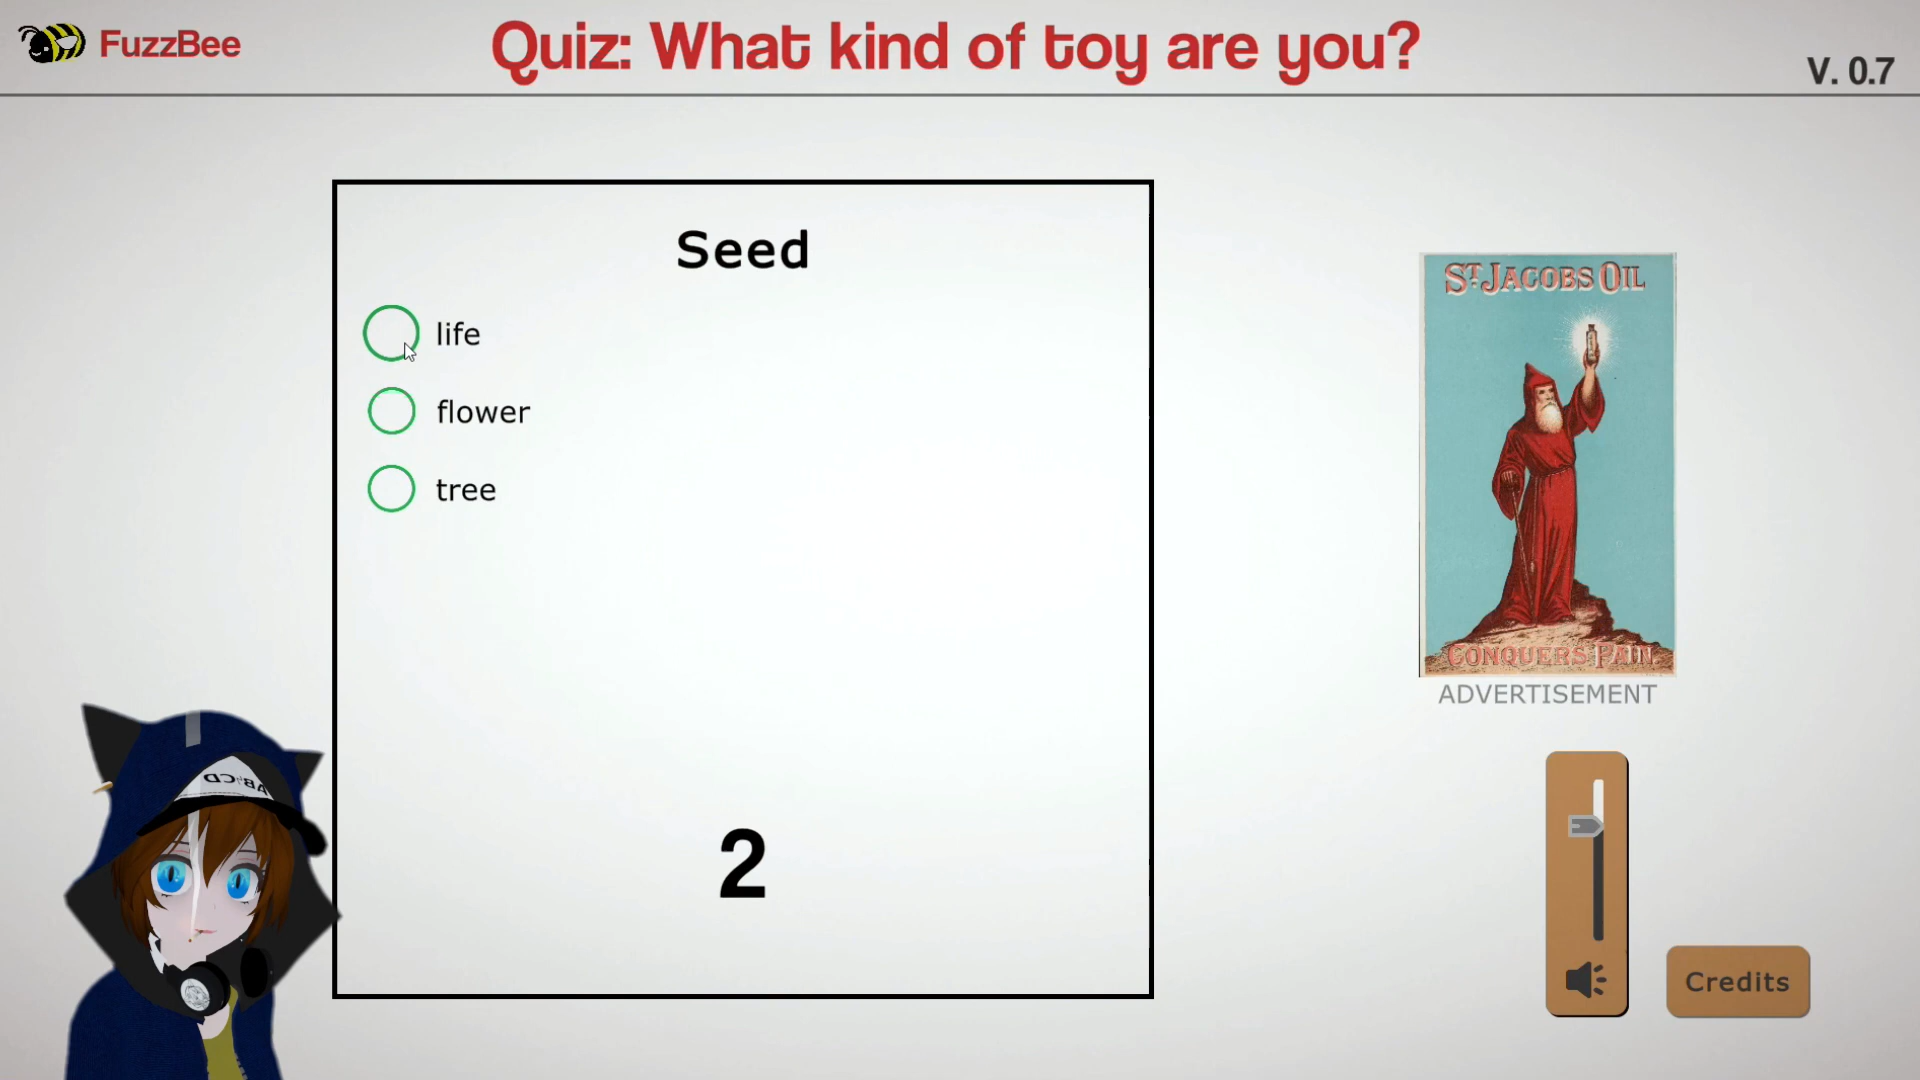 FuzzBee
Quiz: What kind of toy are you?
V. 0.7
Seed
life
flower
tree
2
ST. JACOBS OIL
CONQUERS PAIN
ADVERTISEMENT
Credits